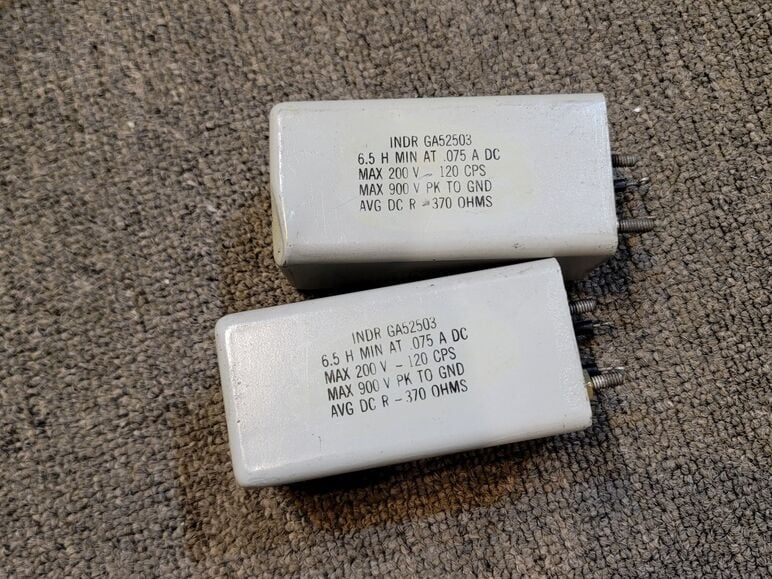 INDR GA52503
6.5 H MIN AT .075 A DC
MAX 200 V - 120 CPS
MAX 900 V PK TO GND
AVG DC R - 370 OHMS
INDR GA52503
6.5 H MIN AT .075 A DC
MAX 200 V - 120 CPS
MAX 900 V PK TO GND
AVG DC R - 370 OHMS